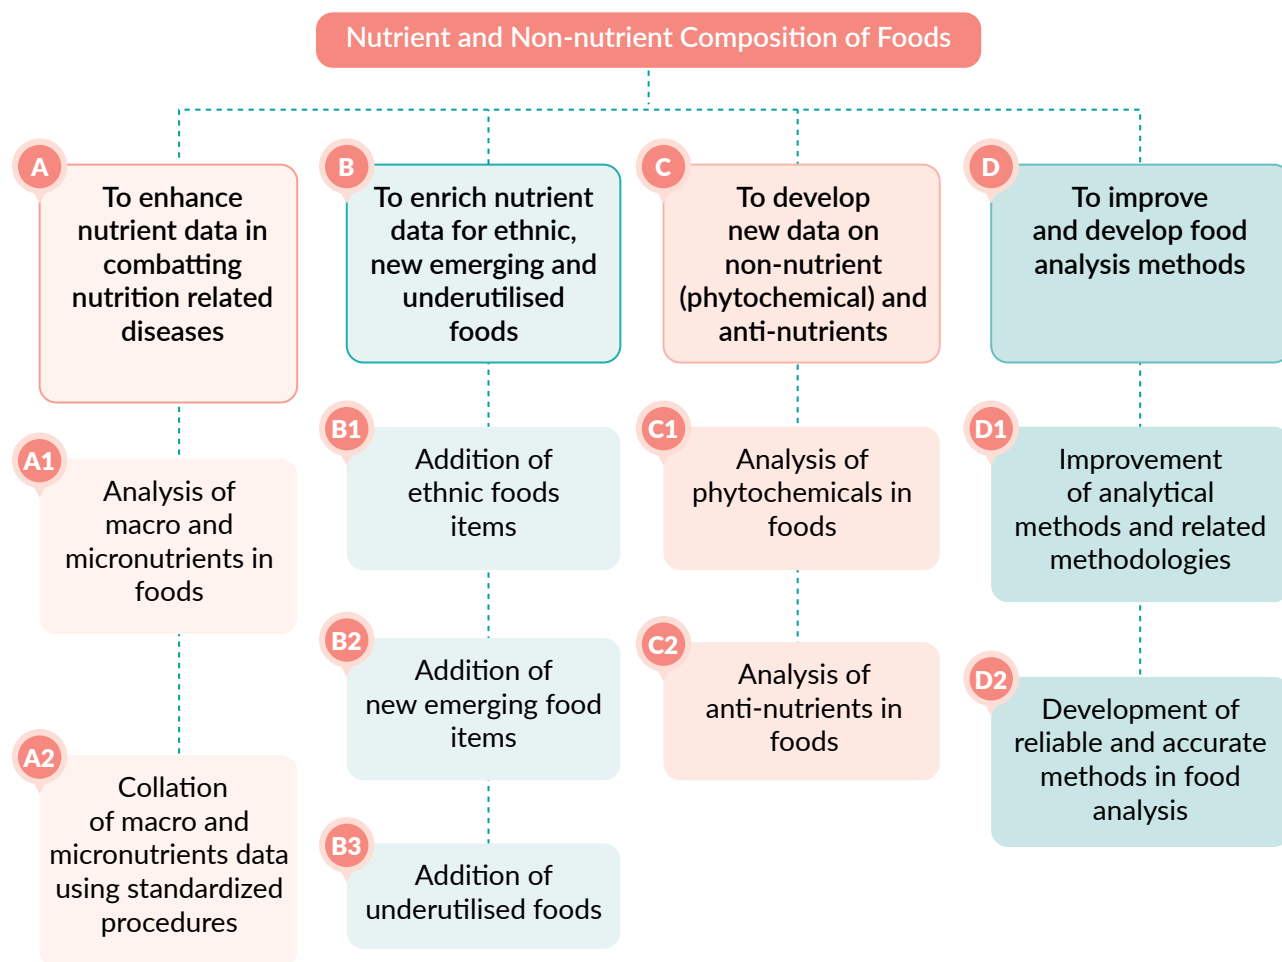 Nutrient and Non-nutrient Composition of Foods
A
To enhance
nutrient data in
combatting
nutrition related
diseases
A1
Analysis of
macro and
micronutrients in
foods
A2
Collation
of macro and
micronutrients data
using standardized
procedures
B
To enrich nutrient
data for ethnic,
new emerging and
underutilised
foods
B1
Addition of
ethnic foods
items
B2
Addition of
new emerging food
items
B3
Addition of
underutilised foods
C
To develop
new data on
non-nutrient
(phytochemical) and
anti-nutrients
C1
Analysis of
phytochemicals in
foods
C2
Analysis of
anti-nutrients in
foods
D
To improve
and develop food
analysis methods
D1
Improvement
of analytical
methods and related
methodologies
D2
Development of
reliable and accurate
methods in food
analysis